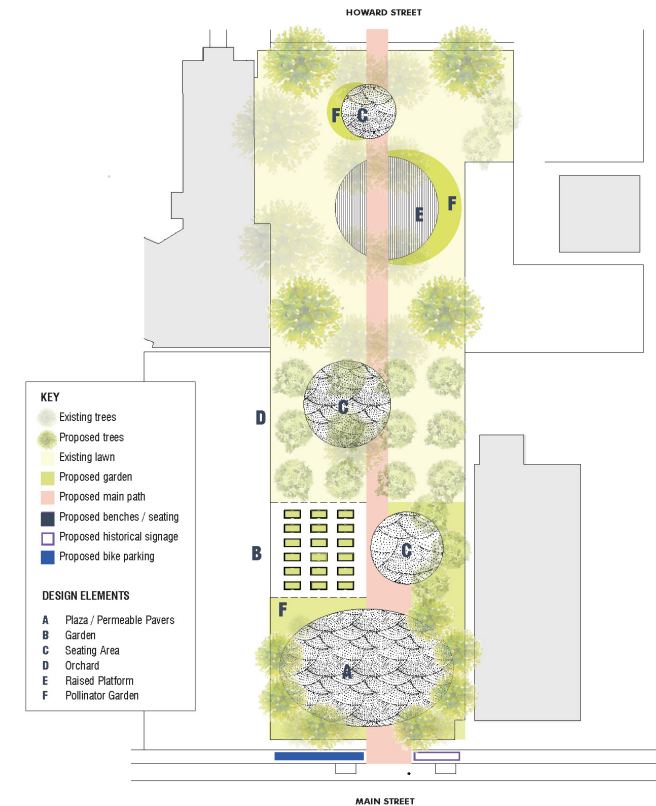 HOWARD STREET
F
C
E
F
C
D
KEY
Existing trees
Proposed trees
Existing lawn
Proposed garden
Proposed main path
Proposed benches / seating
Proposed historical signage
Proposed bike parking
DESIGN ELEMENTS
A Plaza / Permeable Pavers
B Garden
C Seating Area
D Orchard
E Raised Platform
F Pollinator Garden
C
B
F
A
MAIN STREET